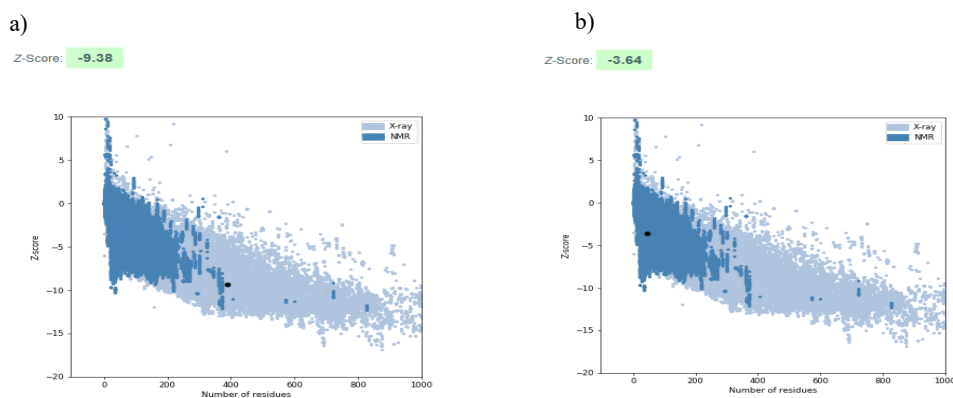 a)
Z-Score: -9.38
X-ray
NMR
10
5
0
−5
−10
−15
−20
Z-score
0 200 400 600 800 1000
Number of residues
b)
Z-Score: -3.64
X-ray
NMR
10
5
0
−5
−10
−15
−20
Z-score
0 200 400 600 800 1000
Number of residues